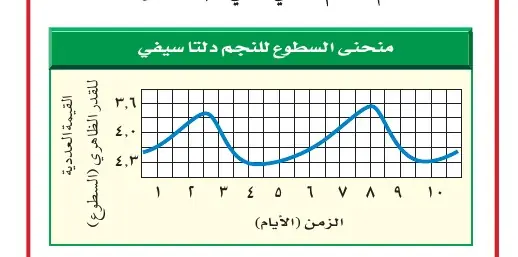 منحنى السطوع للنجم دلتا سيفي
القيمة العددية
للقدر الظاهري (السطوع)
٣,٦
٤,٠
٤,٣
١ ٢ ٣ ٤ ٥ ٦ ٧ ٨ ٩ ١٠
الزمن (الأيام)